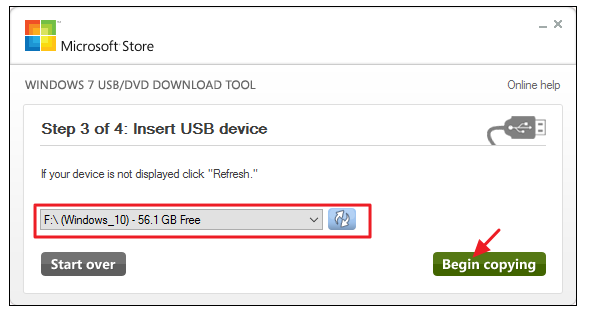 Microsoft Store
WINDOWS 7 USB/DVD DOWNLOAD TOOL
Online help
Step 3 of 4: Insert USB device
If your device is not displayed click "Refresh."
F:\ (Windows_10) - 56.1 GB Free
Start over
Begin copying